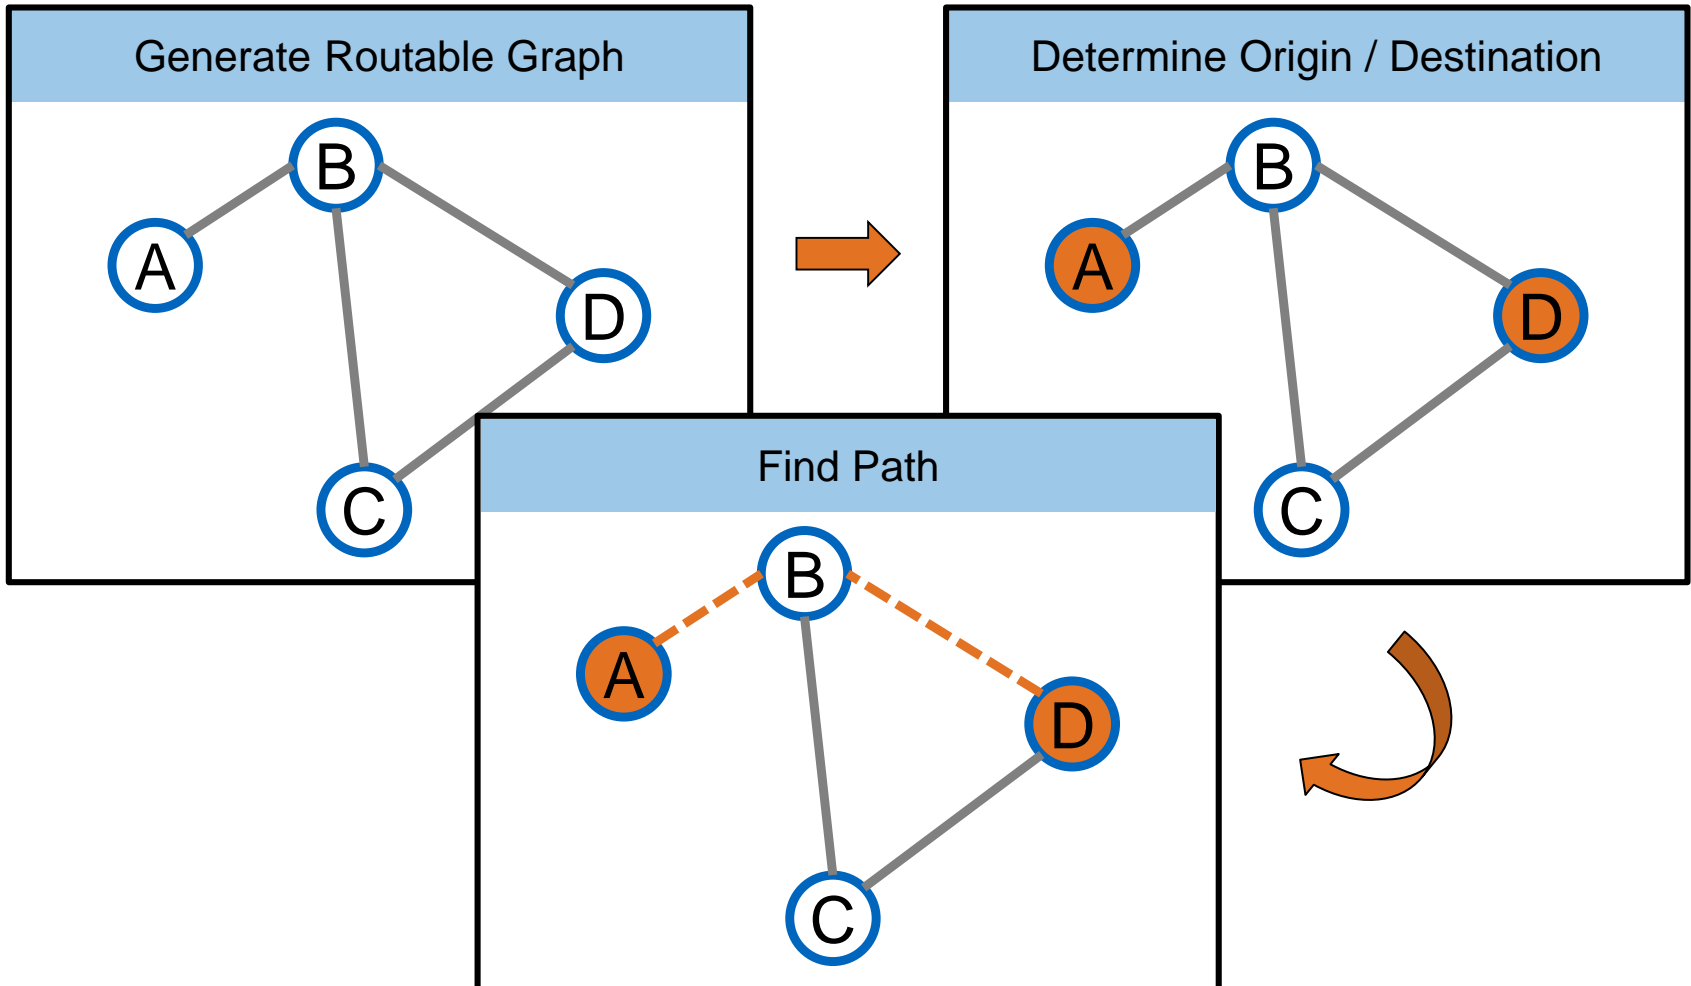 Generate Routable Graph
B
A
D
C
Determine Origin / Destination
B
A
D
C
Find Path
B
A
D
C